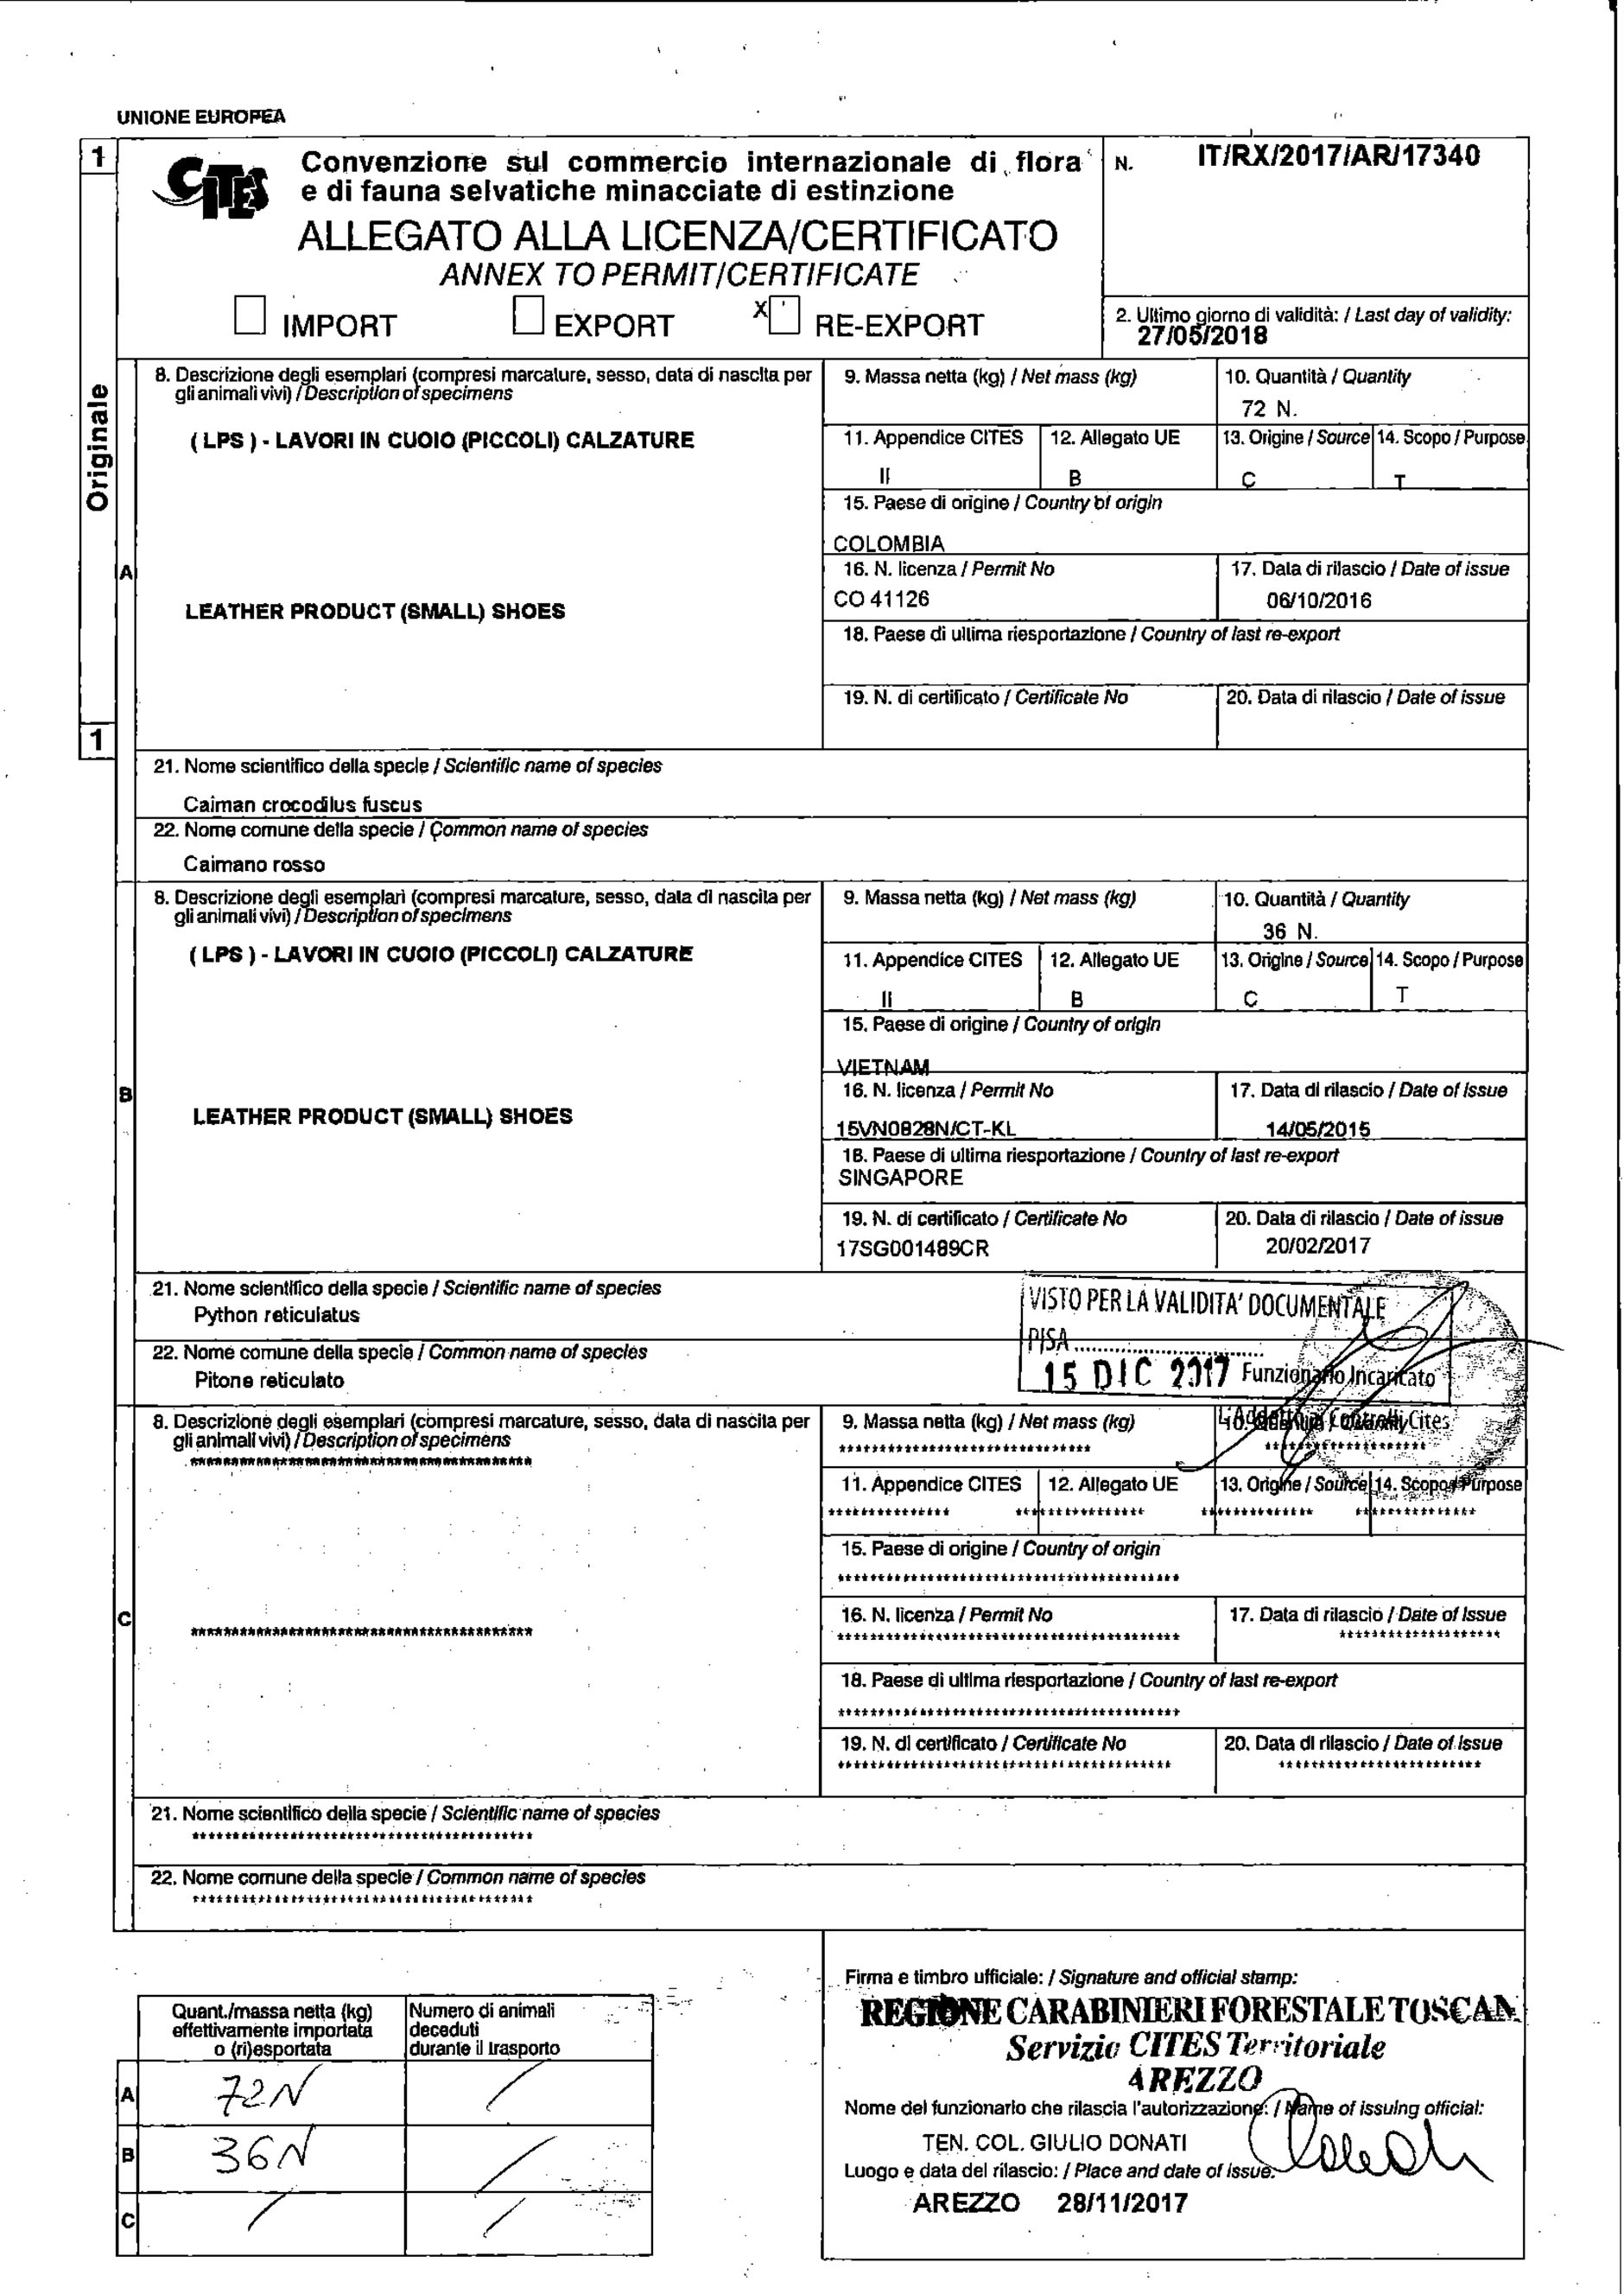 UNIONE EUROPEA
1
CITES
Convenzione sul commercio internazionale di flora
e di fauna selvatiche minacciate di estinzione
ALLEGATO ALLA LICENZA/CERTIFICATO
ANNEX TO PERMIT/CERTIFICATE
IMPORT
EXPORT
X RE-EXPORT
N. IT/RX/2017/AR/17340
2. Ultimo giorno di validità: / Last day of validity:
27/05/2018
Originale
1
A
8. Descrizione degli esemplari (compresi marcature, sesso, data di nascita per
gli animali vivi) / Description of specimens
( LPS ) - LAVORI IN CUOIO (PICCOLI) CALZATURE
LEATHER PRODUCT (SMALL) SHOES
9. Massa netta (kg) / Net mass (kg)
10. Quantità / Quantity
72 N.
11. Appendice CITES
II
12. Allegato UE
B
13. Origine / Source
C
14. Scopo / Purpose
T
15. Paese di origine / Country of origin
COLOMBIA
16. N. licenza / Permit No
CO 41126
17. Data di rilascio / Date of issue
06/10/2016
18. Paese di ultima riesportazione / Country of last re-export
19. N. di certificato / Certificate No
20. Data di rilascio / Date of issue
21. Nome scientifico della specie / Scientific name of species
Caiman crocodilus fuscus
22. Nome comune della specie / Common name of species
Caimano rosso
B
8. Descrizione degli esemplari (compresi marcature, sesso, data di nascita per
gli animali vivi) / Description of specimens
( LPS ) - LAVORI IN CUOIO (PICCOLI) CALZATURE
LEATHER PRODUCT (SMALL) SHOES
9. Massa netta (kg) / Net mass (kg)
10. Quantità / Quantity
36 N.
11. Appendice CITES
II
12. Allegato UE
B
13. Origine / Source
C
14. Scopo / Purpose
T
15. Paese di origine / Country of origin
VIETNAM
16. N. licenza / Permit No
15VN0828N/CT-KL
17. Data di rilascio / Date of issue
14/05/2015
18. Paese di ultima riesportazione / Country of last re-export
SINGAPORE
19. N. di certificato / Certificate No
17SG001489CR
20. Data di rilascio / Date of issue
20/02/2017
21. Nome scientifico della specie / Scientific name of species
Python reticulatus
22. Nome comune della specie / Common name of species
Pitone reticulato
VISTO PER LA VALIDITA' DOCUMENTALE
PISA ..............................
15 DIC 2017 Funzionario Incaricato
L'Addetto ai Controlli Cites
C
8. Descrizione degli esemplari (compresi marcature, sesso, data di nascita per
gli animali vivi) / Description of specimens
*****************************************
*****************************************
9. Massa netta (kg) / Net mass (kg)
******************************
10. Quantità / Quantity
********************
11. Appendice CITES
***************
12. Allegato UE
****************
13. Origine / Source
**************
14. Scopo / Purpose
***************
15. Paese di origine / Country of origin
*****************************************
16. N. licenza / Permit No
*****************************************
17. Data di rilascio / Date of issue
********************
18. Paese di ultima riesportazione / Country of last re-export
*****************************************
19. N. di certificato / Certificate No
****************************************
20. Data di rilascio / Date of issue
*************************
21. Nome scientifico della specie / Scientific name of species
*****************************************
22. Nome comune della specie / Common name of species
*****************************************
Quant./massa netta (kg)
effettivamente importata
o (ri)esportata
Numero di animali
deceduti
durante il trasporto
A 72N /
B 36N /
C / /
Firma e timbro ufficiale: / Signature and official stamp:
REGIONE CARABINIERI FORESTALE TOSCAN
Servizio CITES Territoriale
AREZZO
Nome del funzionario che rilascia l'autorizzazione: / Name of issuing official:
TEN. COL. GIULIO DONATI
Luogo e data del rilascio: / Place and date of issue:
AREZZO 28/11/2017